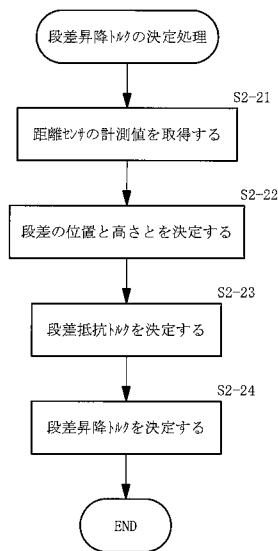 段差昇降ﾄﾙｸの決定処理
S2-21
距離ｾﾝｻの計測値を取得する
S2-22
段差の位置と高さとを決定する
S2-23
段差抵抗ﾄﾙｸを決定する
S2-24
段差昇降ﾄﾙｸを決定する
END